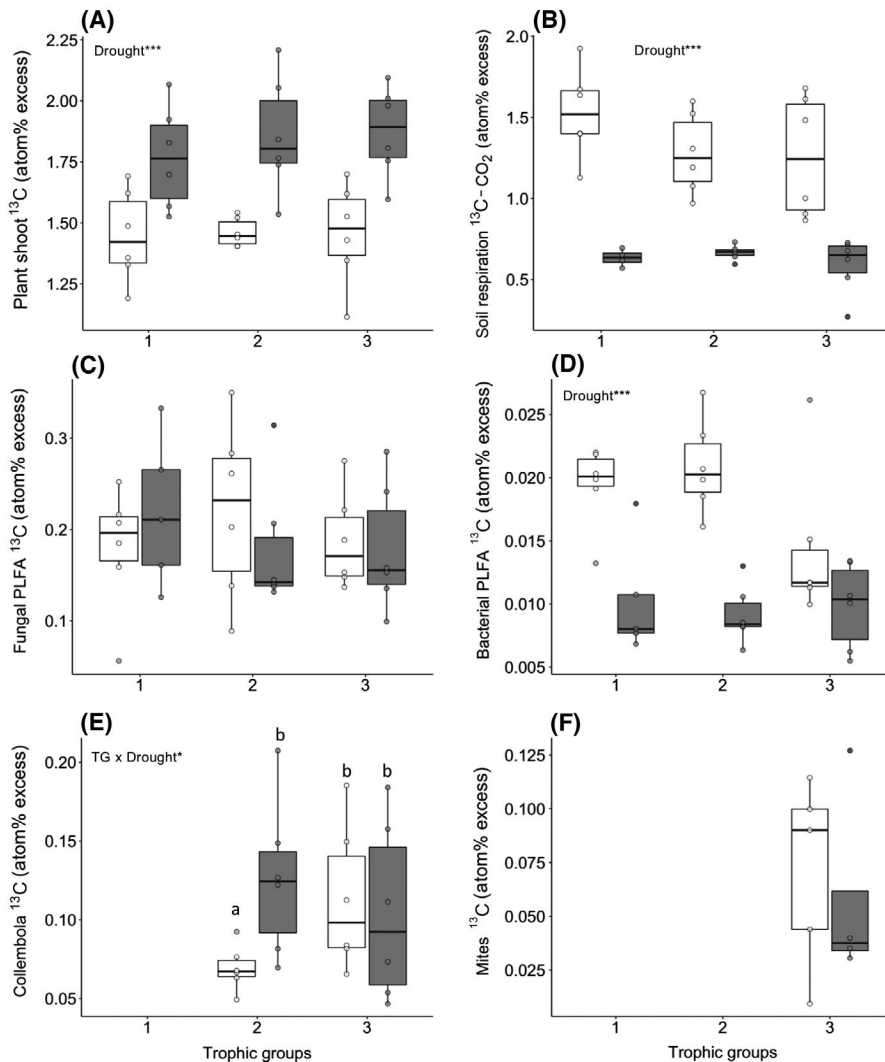 (A)
Drought***
Plant shoot ¹³C (atom% excess)
2.25
2.00
1.75
1.50
1.25
1
2
3
(B)
Drought***
Soil respiration ¹³C-CO₂ (atom% excess)
2.0
1.5
1.0
0.5
1
2
3
(C)
Fungal PLFA ¹³C (atom% excess)
0.3
0.2
0.1
1
2
3
(D)
Drought***
Bacterial PLFA ¹³C (atom% excess)
0.025
0.020
0.015
0.010
0.005
1
2
3
(E)
TG x Drought*
Collembola ¹³C (atom% excess)
0.20
0.15
0.10
0.05
a
b
b
b
1
2
3
Trophic groups
(F)
Mites ¹³C (atom% excess)
0.125
0.100
0.075
0.050
0.025
1
2
3
Trophic groups